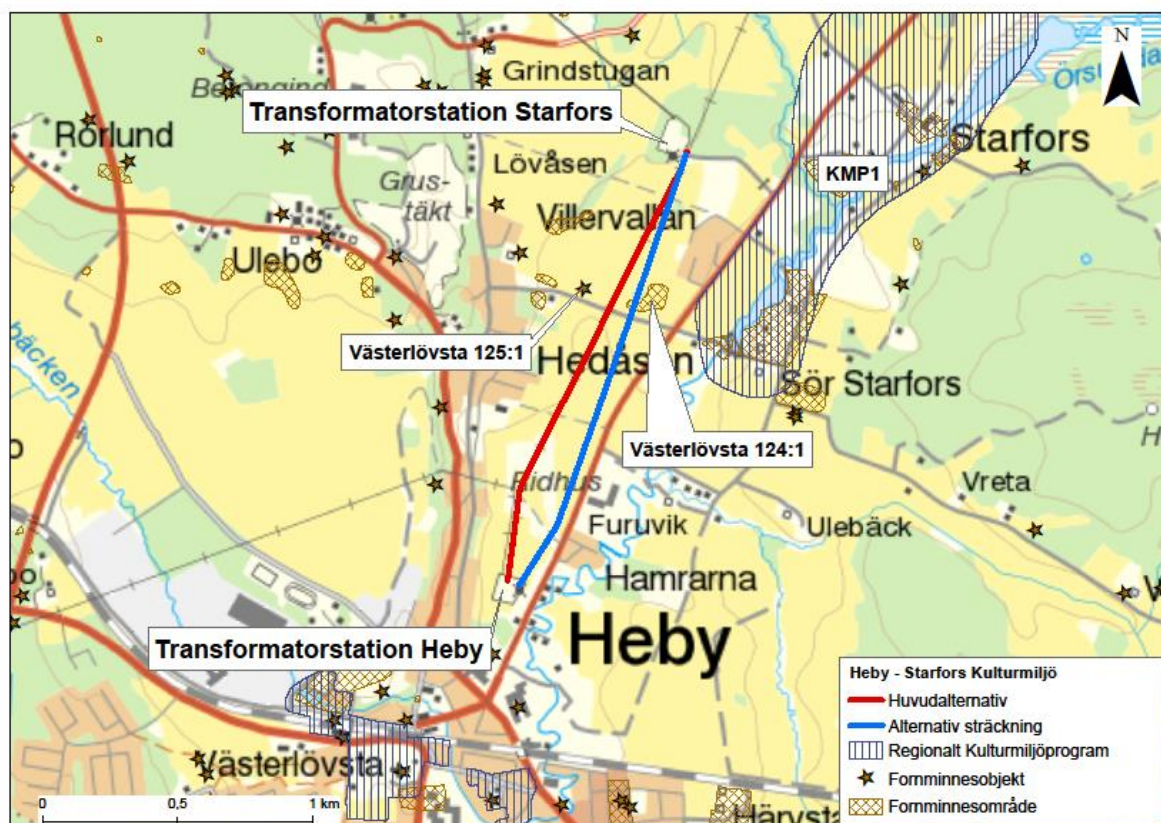 N
Grindstugan
Transformatorstation Starfors
Rörlund
Starfors
Lövåsen
KMP1
Grus-
täkt
Villervallan
Ulebo
Västerlövsta 125:1
Hedåsen
Sör Starfors
bäcken
Västerlövsta 124:1
Ridhus
Vreta
Furuvik
Ulebäck
Hamrarna
Transformatorstation Heby
Heby
Heby - Starfors Kulturmiljö
Huvudalternativ
Alternativ sträckning
Regionalt Kulturmiljöprogram
Fornminnesobjekt
Fornminnesområde
Västerlövsta
0
0,5
1 km
Härvsta